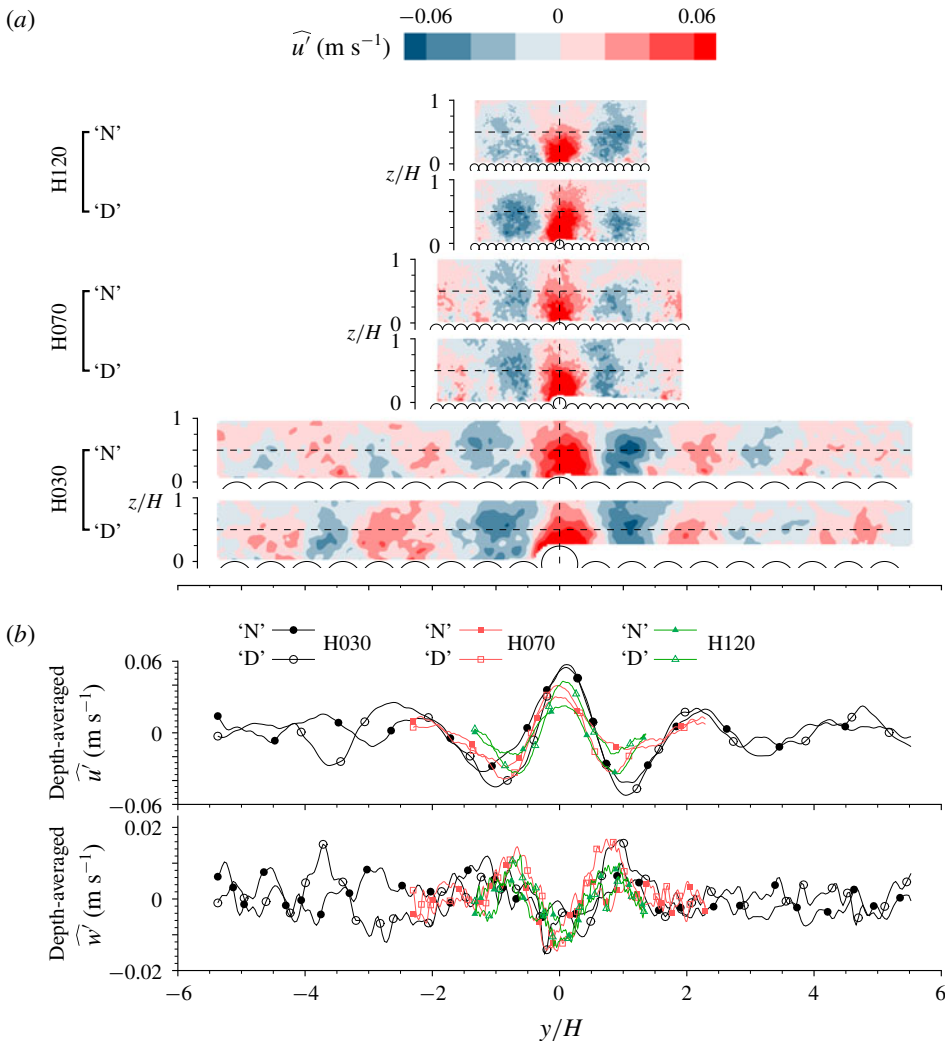 (a)
−0.06 0 0.06
û′ (m s⁻¹)
H120
‘N’
‘D’
z/H
1
0
1
0
H070
‘N’
‘D’
z/H
1
0
1
0
H030
‘N’
‘D’
z/H
1
0
1
0
(b)
‘N’ H030 ‘N’ H070 ‘N’ H120
‘D’ ‘D’ ‘D’
Depth-averaged
û′ (m s⁻¹)
0.06
0
−0.06
Depth-averaged
ŵ′ (m s⁻¹)
0.02
0
−0.02
−6 −4 −2 0 2 4 6
y/H